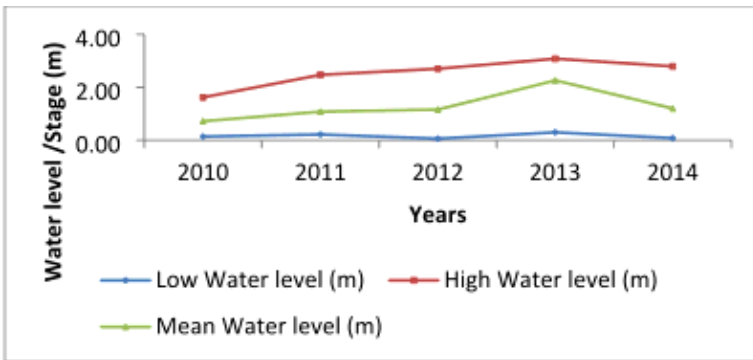 Water level /Stage (m)
4.00
2.00
0.00
2010 2011 2012 2013 2014
Years
Low Water level (m) High Water level (m)
Mean Water level (m)